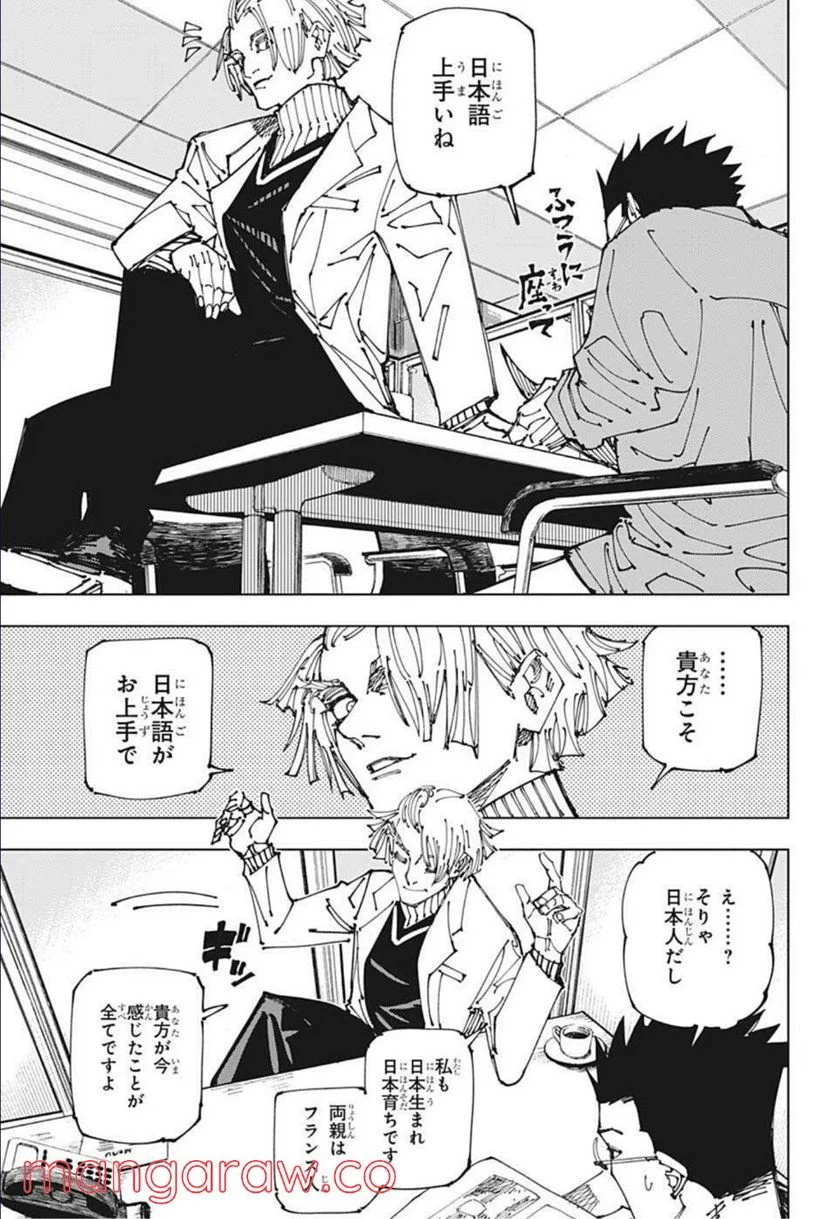 日本語
上手いね
ふつうに
座って
……
貴方こそ
日本語が
お上手で
え……?
そりゃ
日本人だし
ギッ
私も
日本生まれ
日本育ちです
両親は
フランス人
貴方が今
感じたことが
全てですよ
mangaraw.co